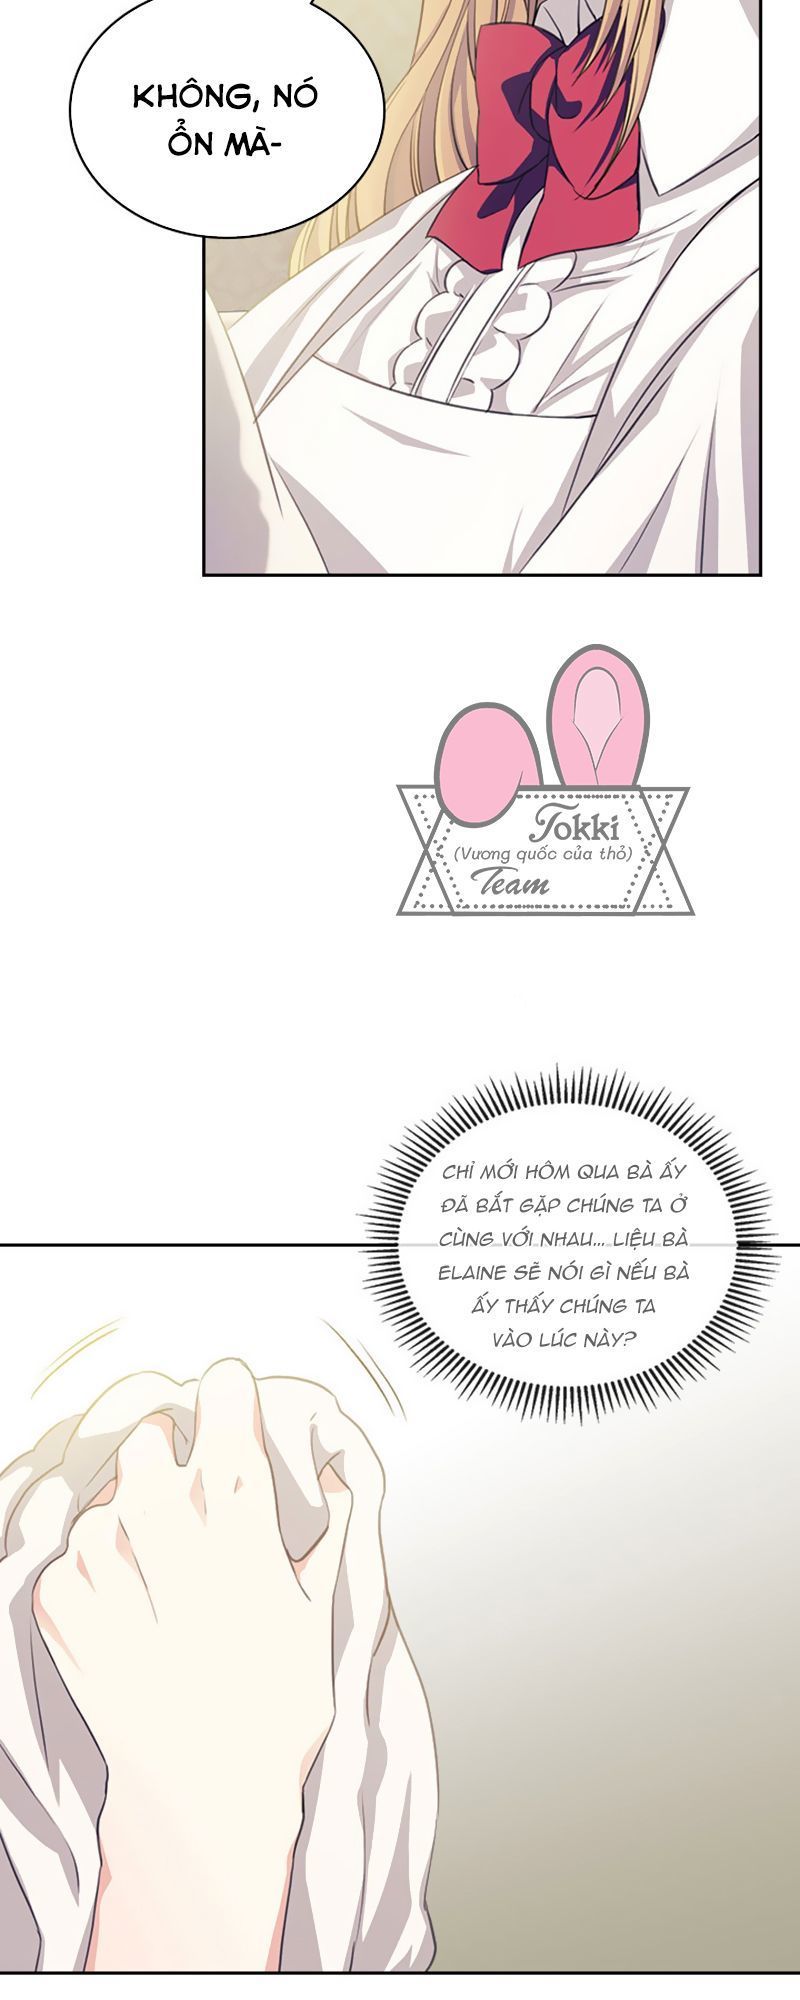 KHÔNG, NÓ
ỔN MÀ-
Tokki
(Vương quốc của thỏ)
Team
CHỈ MỚI HÔM QUA BÀ ẤY
ĐÃ BẮT GẶP CHÚNG TA Ở
CÙNG VỚI NHAU... LIỆU BÀ
ELAINE SẼ NÓI GÌ NẾU BÀ
ẤY THẤY CHÚNG TA
VÀO LÚC NÀY?